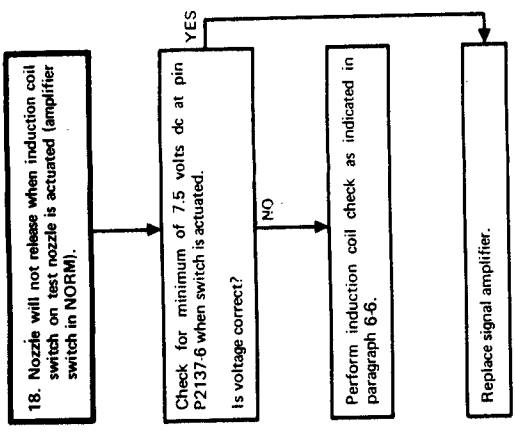 18. Nozzle will not release when induction coil
switch on test nozzle is actuated (amplifier
switch in NORM).
Check for minimum of 7.5 volts dc at pin
P2137-6 when switch is actuated.
Is voltage correct?
YES
NO
Perform induction coil check as indicated in
paragraph 6-6.
Replace signal amplifier.